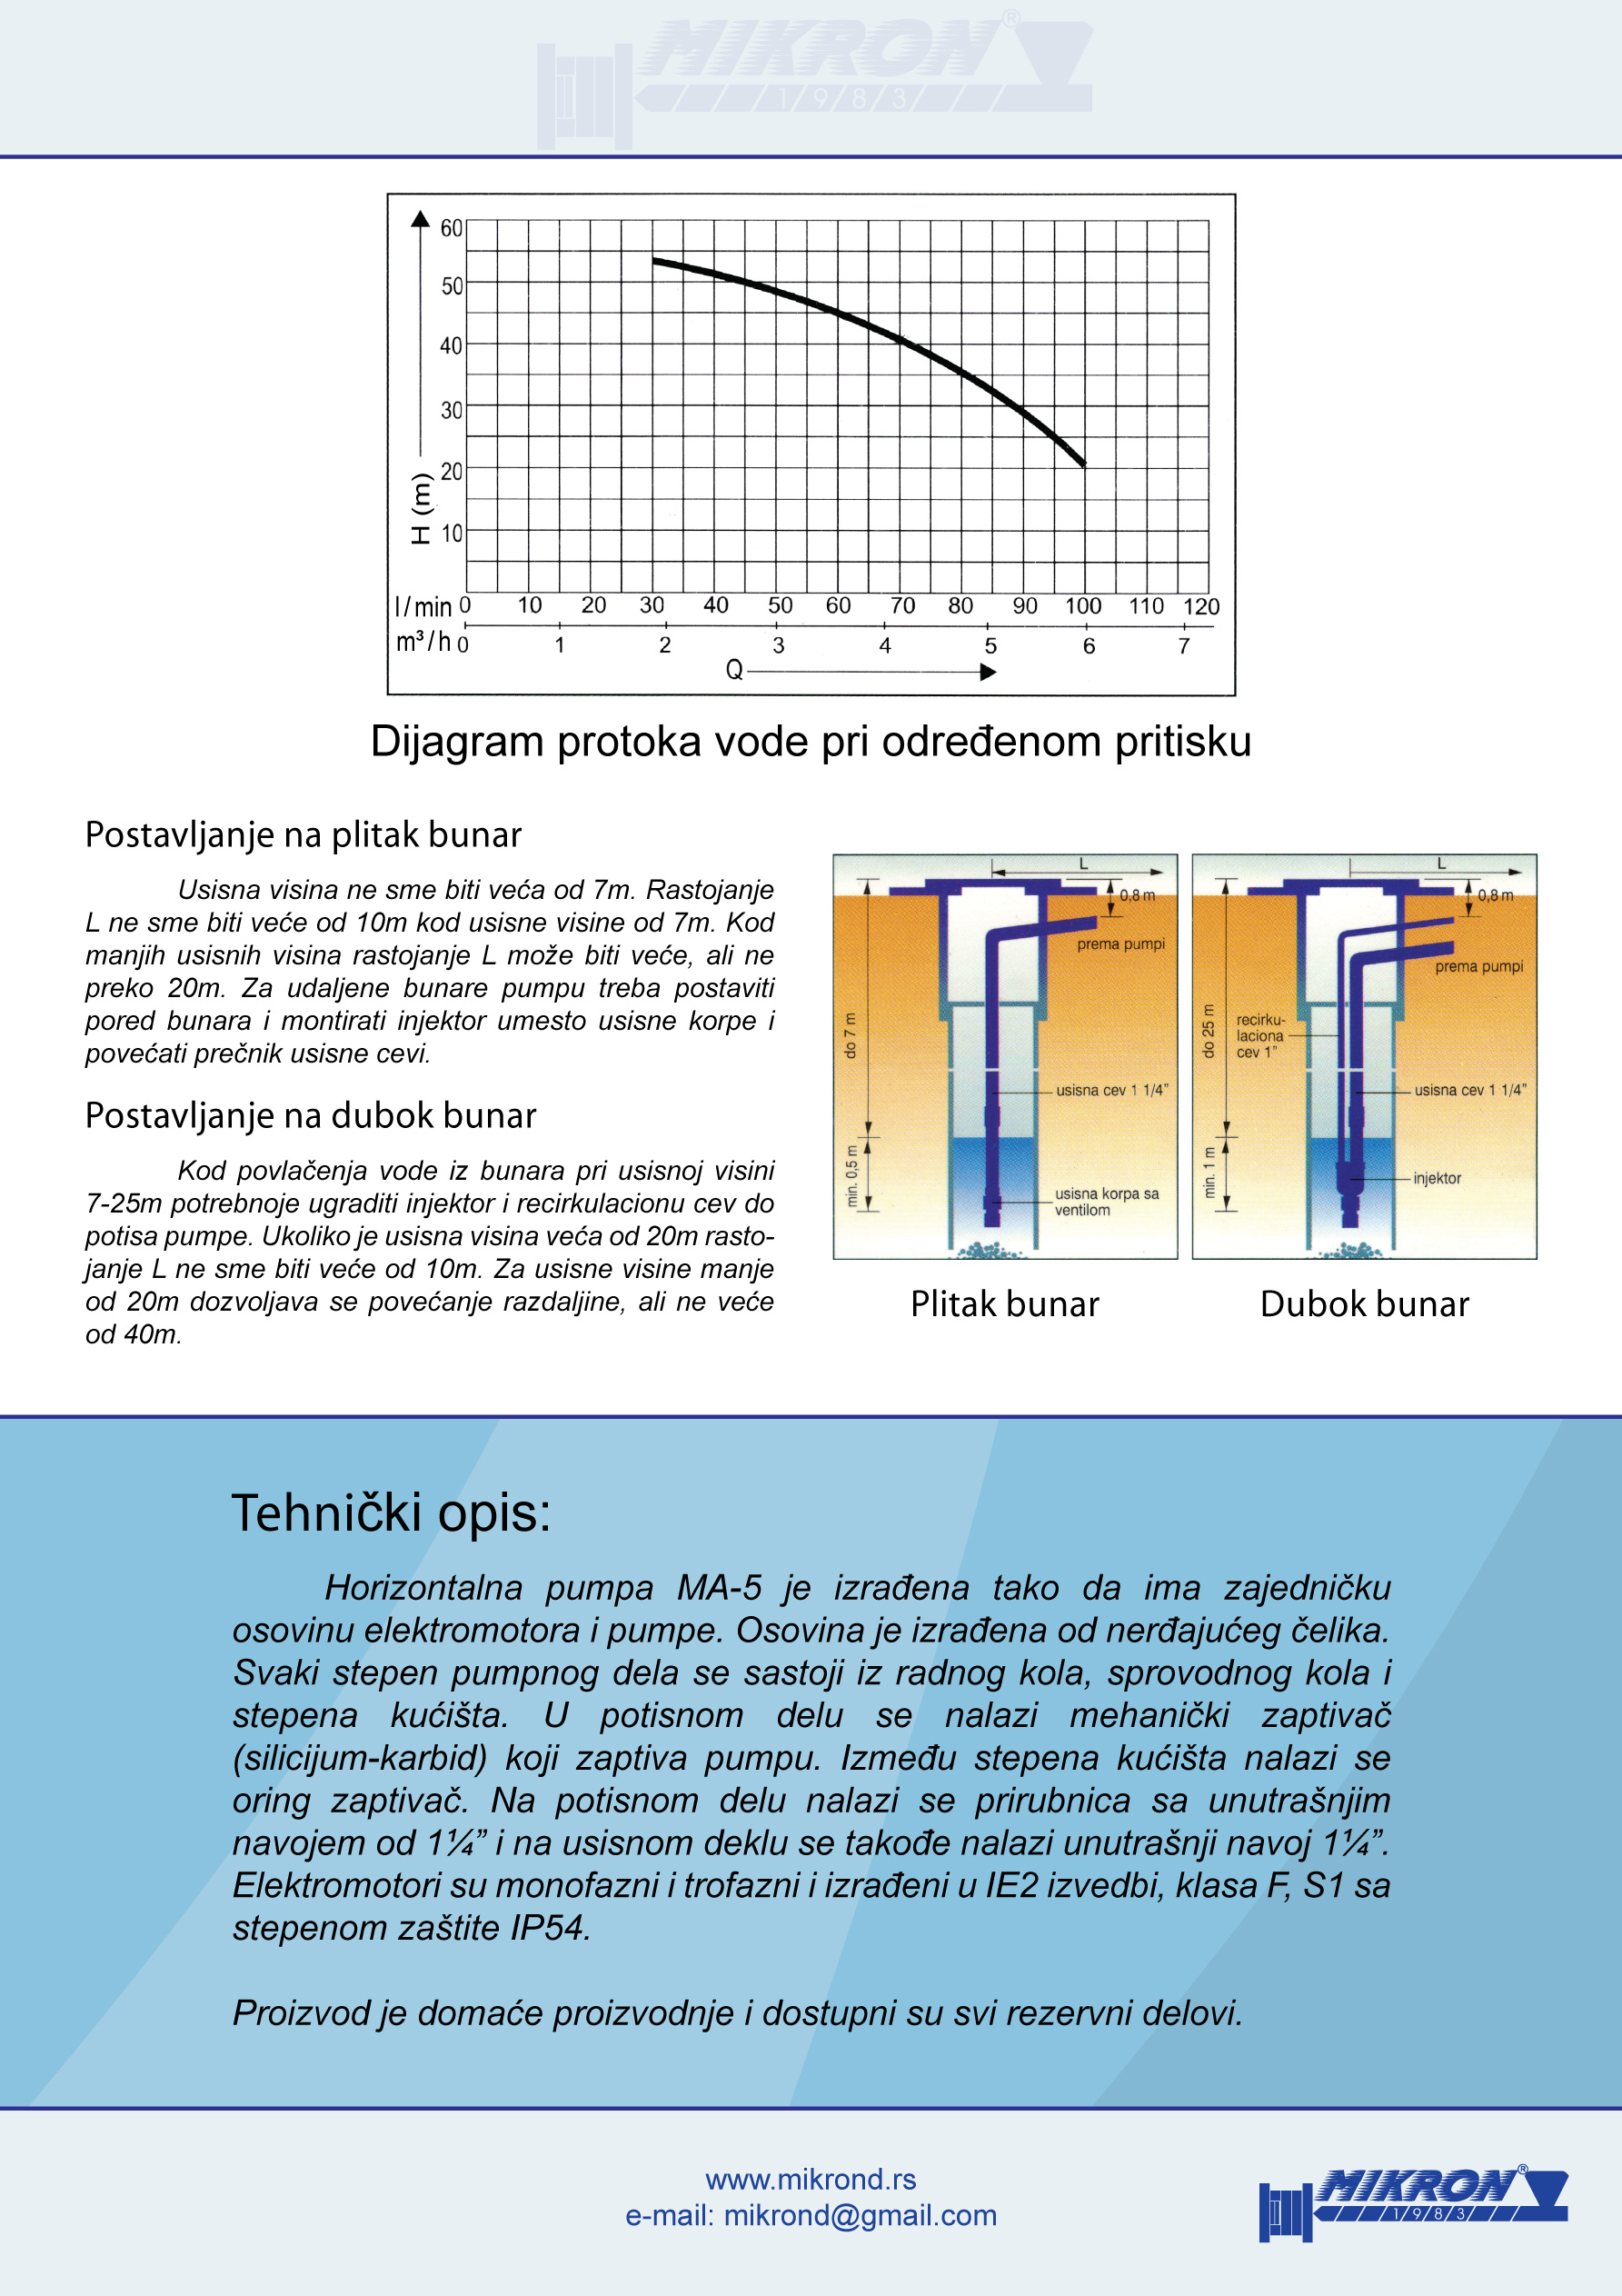 MIKRON®
1/9/8/3/
60
50
40
30
20
10
H (m)
l/min 0 10 20 30 40 50 60 70 80 90 100 110 120
m³/h 0 1 2 3 4 5 6 7
Q
Dijagram protoka vode pri određenom pritisku
Postavljanje na plitak bunar
Usisna visina ne sme biti veća od 7m. Rastojanje
L ne sme biti veće od 10m kod usisne visine od 7m. Kod
manjih usisnih visina rastojanje L može biti veće, ali ne
preko 20m. Za udaljene bunare pumpu treba postaviti
pored bunara i montirati injektor umesto usisne korpe i
povećati prečnik usisne cevi.
Postavljanje na dubok bunar
Kod povlačenja vode iz bunara pri usisnoj visini
7-25m potrebnoje ugraditi injektor i recirkulacionu cev do
potisa pumpe. Ukoliko je usisna visina veća od 20m rasto-
janje L ne sme biti veće od 10m. Za usisne visine manje
od 20m dozvoljava se povećanje razdaljine, ali ne veće
od 40m.
L
0,8 m
prema pumpi
do 7 m
usisna cev 1 1/4”
min. 0,5 m
usisna korpa sa
ventilom
Plitak bunar
L
0,8 m
prema pumpi
do 25 m
recirku-
laciona
cev 1”
usisna cev 1 1/4”
min. 1 m
injektor
Dubok bunar
Tehnički opis:
Horizontalna pumpa MA-5 je izrađena tako da ima zajedničku
osovinu elektromotora i pumpe. Osovina je izrađena od nerđajućeg čelika.
Svaki stepen pumpnog dela se sastoji iz radnog kola, sprovodnog kola i
stepena kućišta. U potisnom delu se nalazi mehanički zaptivač
(silicijum-karbid) koji zaptiva pumpu. Između stepena kućišta nalazi se
oring zaptivač. Na potisnom delu nalazi se prirubnica sa unutrašnjim
navojem od 1¼” i na usisnom deklu se takođe nalazi unutrašnji navoj 1¼”.
Elektromotori su monofazni i trofazni i izrađeni u IE2 izvedbi, klasa F, S1 sa
stepenom zaštite IP54.
Proizvod je domaće proizvodnje i dostupni su svi rezervni delovi.
www.mikrond.rs
e-mail: mikrond@gmail.com
MIKRON®
1/9/8/3/